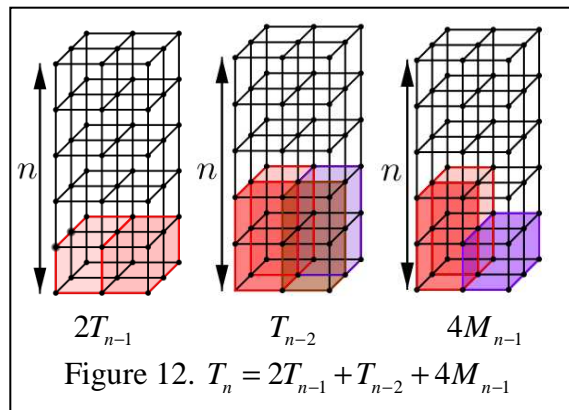 n n n
2T_{n-1} T_{n-2} 4M_{n-1}
Figure 12. T_n = 2T_{n-1} + T_{n-2} + 4M_{n-1}